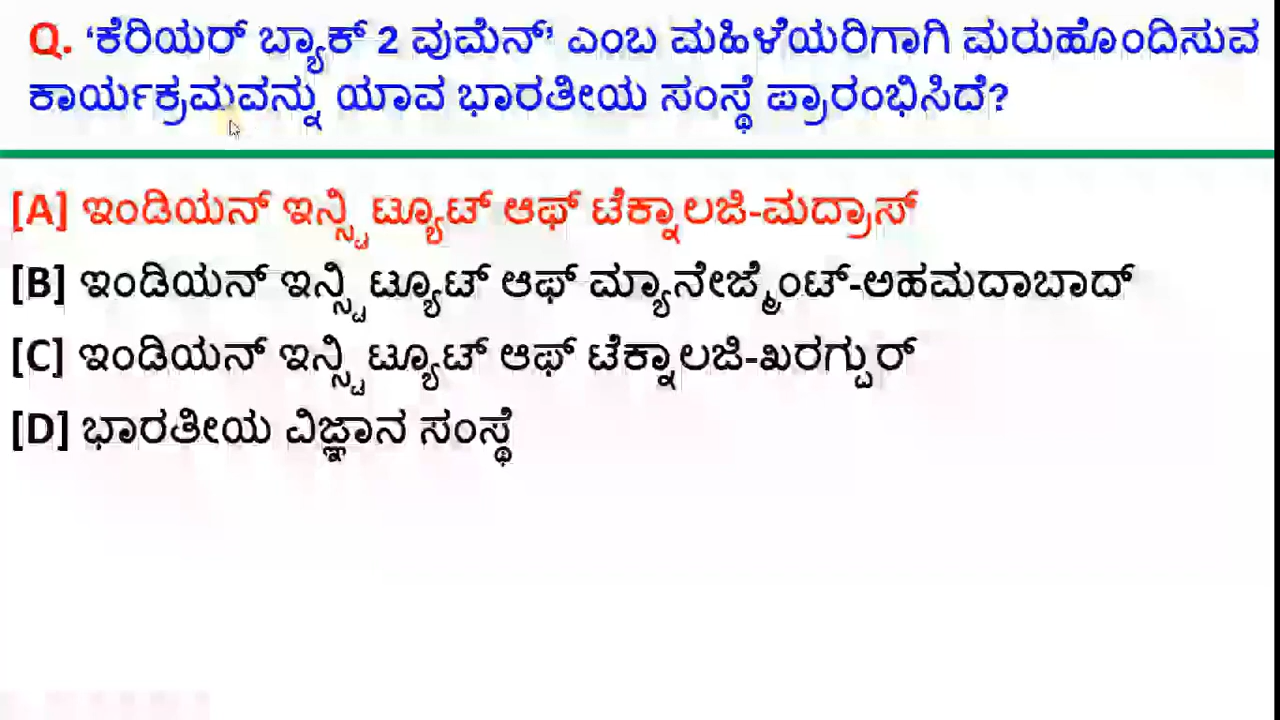 Q. ‘ಕೆರಿಯರ್ ಬ್ಯಾಕ್ 2 ವುಮೆನ್’ ಎಂಬ ಮಹಿಳೆಯರಿಗಾಗಿ ಮರುಹೊಂದಿಸುವ
ಕಾರ್ಯಕ್ರಮವನ್ನು ಯಾವ ಭಾರತೀಯ ಸಂಸ್ಥೆ ಪ್ರಾರಂಭಿಸಿದೆ?
[A] ಇಂಡಿಯನ್ ಇನ್ಸ್ಟಿಟ್ಯೂಟ್ ಆಫ್ ಟೆಕ್ನಾಲಜಿ-ಮದ್ರಾಸ್
[B] ಇಂಡಿಯನ್ ಇನ್ಸ್ಟಿಟ್ಯೂಟ್ ಆಫ್ ಮ್ಯಾನೇಜ್ಮೆಂಟ್-ಅಹಮದಾಬಾದ್
[C] ಇಂಡಿಯನ್ ಇನ್ಸ್ಟಿಟ್ಯೂಟ್ ಆಫ್ ಟೆಕ್ನಾಲಜಿ-ಖರಗ್ಪುರ್
[D] ಭಾರತೀಯ ವಿಜ್ಞಾನ ಸಂಸ್ಥೆ